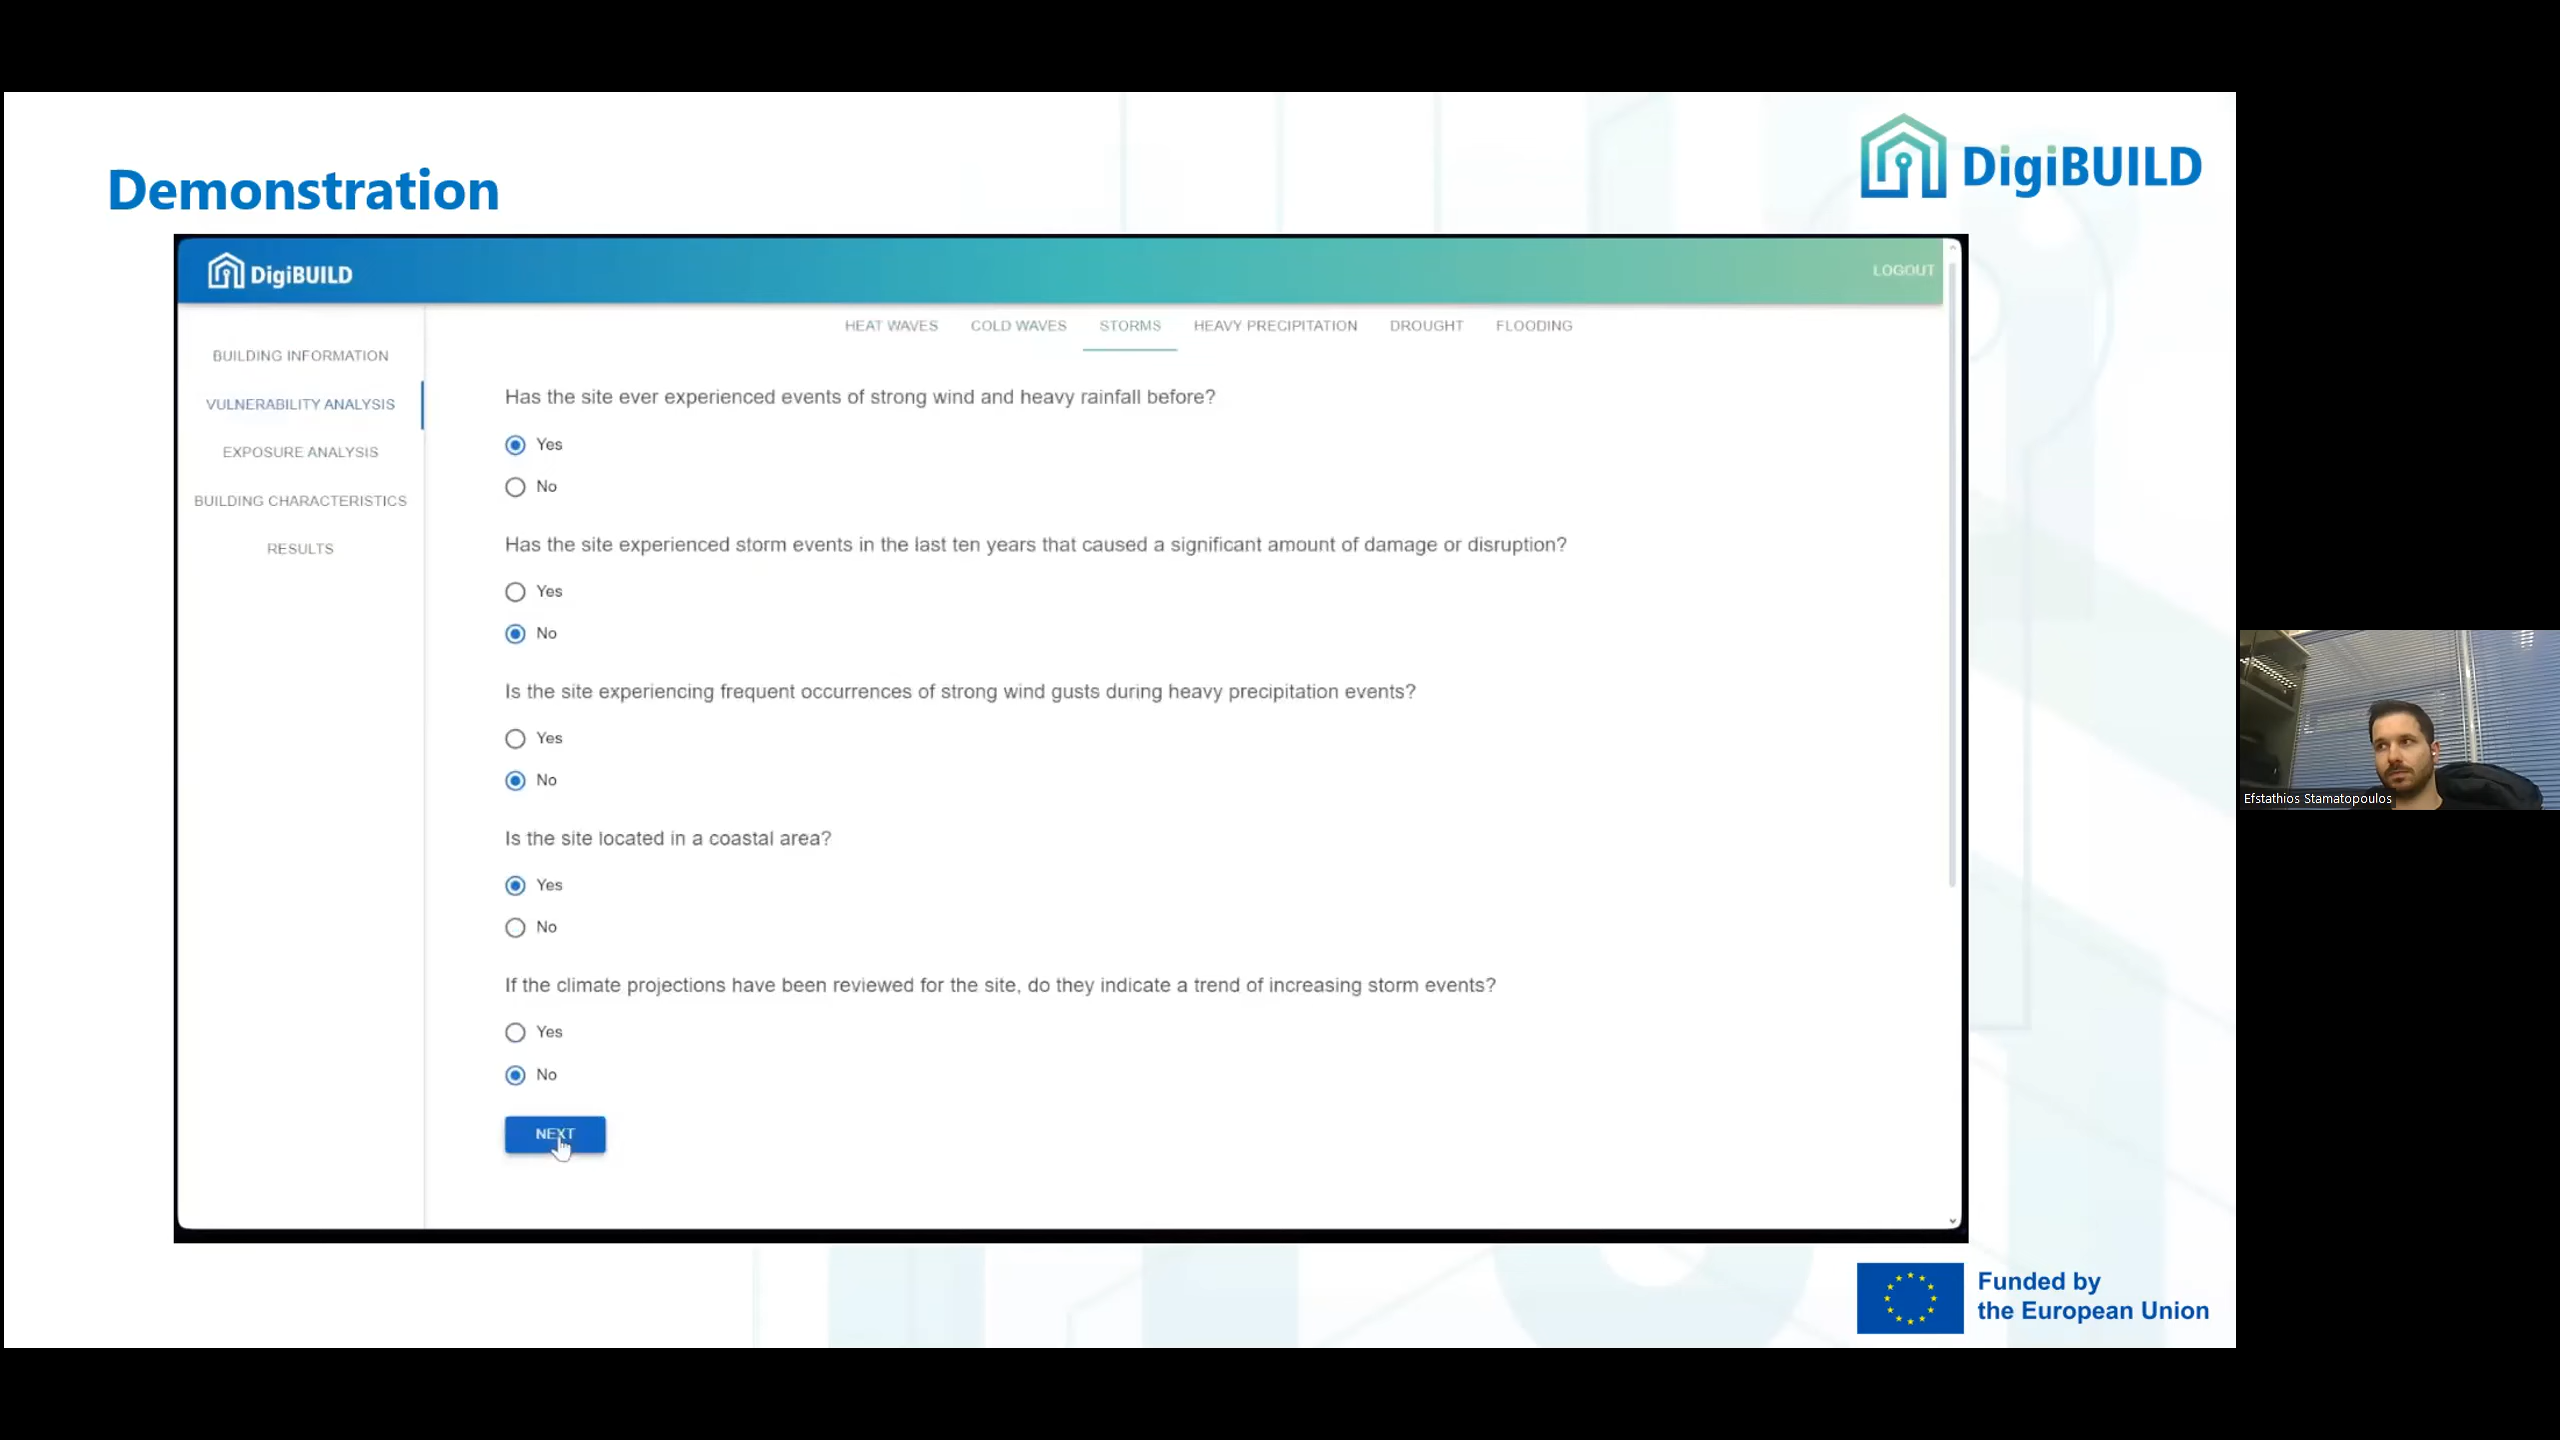 Demonstration
DigiBUILD
DigiBUILD
LOGOUT
BUILDING INFORMATION
VULNERABILITY ANALYSIS
EXPOSURE ANALYSIS
BUILDING CHARACTERISTICS
RESULTS
HEAT WAVES COLD WAVES STORMS HEAVY PRECIPITATION DROUGHT FLOODING
Has the site ever experienced events of strong wind and heavy rainfall before?
Yes
No
Has the site experienced storm events in the last ten years that caused a significant amount of damage or disruption?
Yes
No
Is the site experiencing frequent occurrences of strong wind gusts during heavy precipitation events?
Yes
No
Is the site located in a coastal area?
Yes
No
If the climate projections have been reviewed for the site, do they indicate a trend of increasing storm events?
Yes
No
NEXT
Efstathios Stamatopoulos
Funded by
the European Union